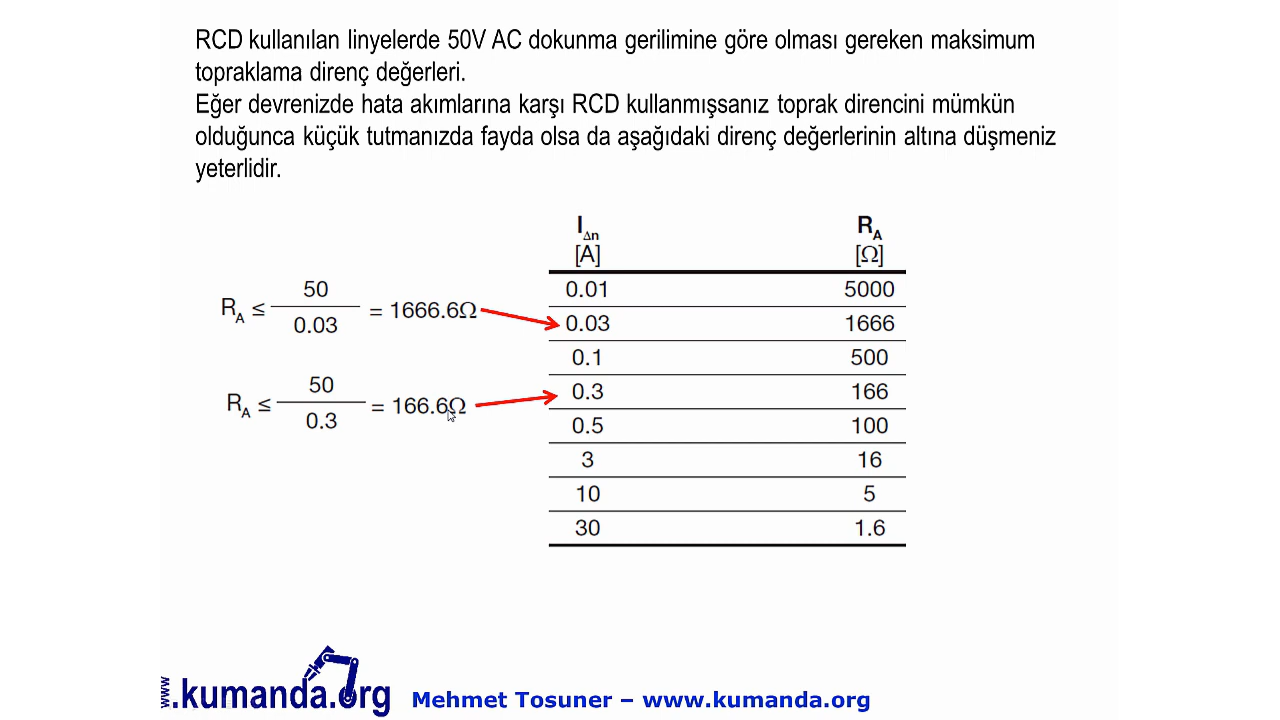 RCD kullanılan linyelerde 50V AC dokunma gerilimine göre olması gereken maksimum
topraklama direnç değerleri.
Eğer devrenizde hata akımlarına karşı RCD kullanmışsanız toprak direncini mümkün
olduğunca küçük tutmanızda fayda olsa da aşağıdaki direnç değerlerinin altına düşmeniz
yeterlidir.
R_A ≤ 50 / 0.03 = 1666.6Ω
R_A ≤ 50 / 0.3 = 166.6Ω
I_Δn R_A
[A] [Ω]
0.01 5000
0.03 1666
0.1 500
0.3 166
0.5 100
3 16
10 5
30 1.6
www.kumanda.org
Mehmet Tosuner – www.kumanda.org